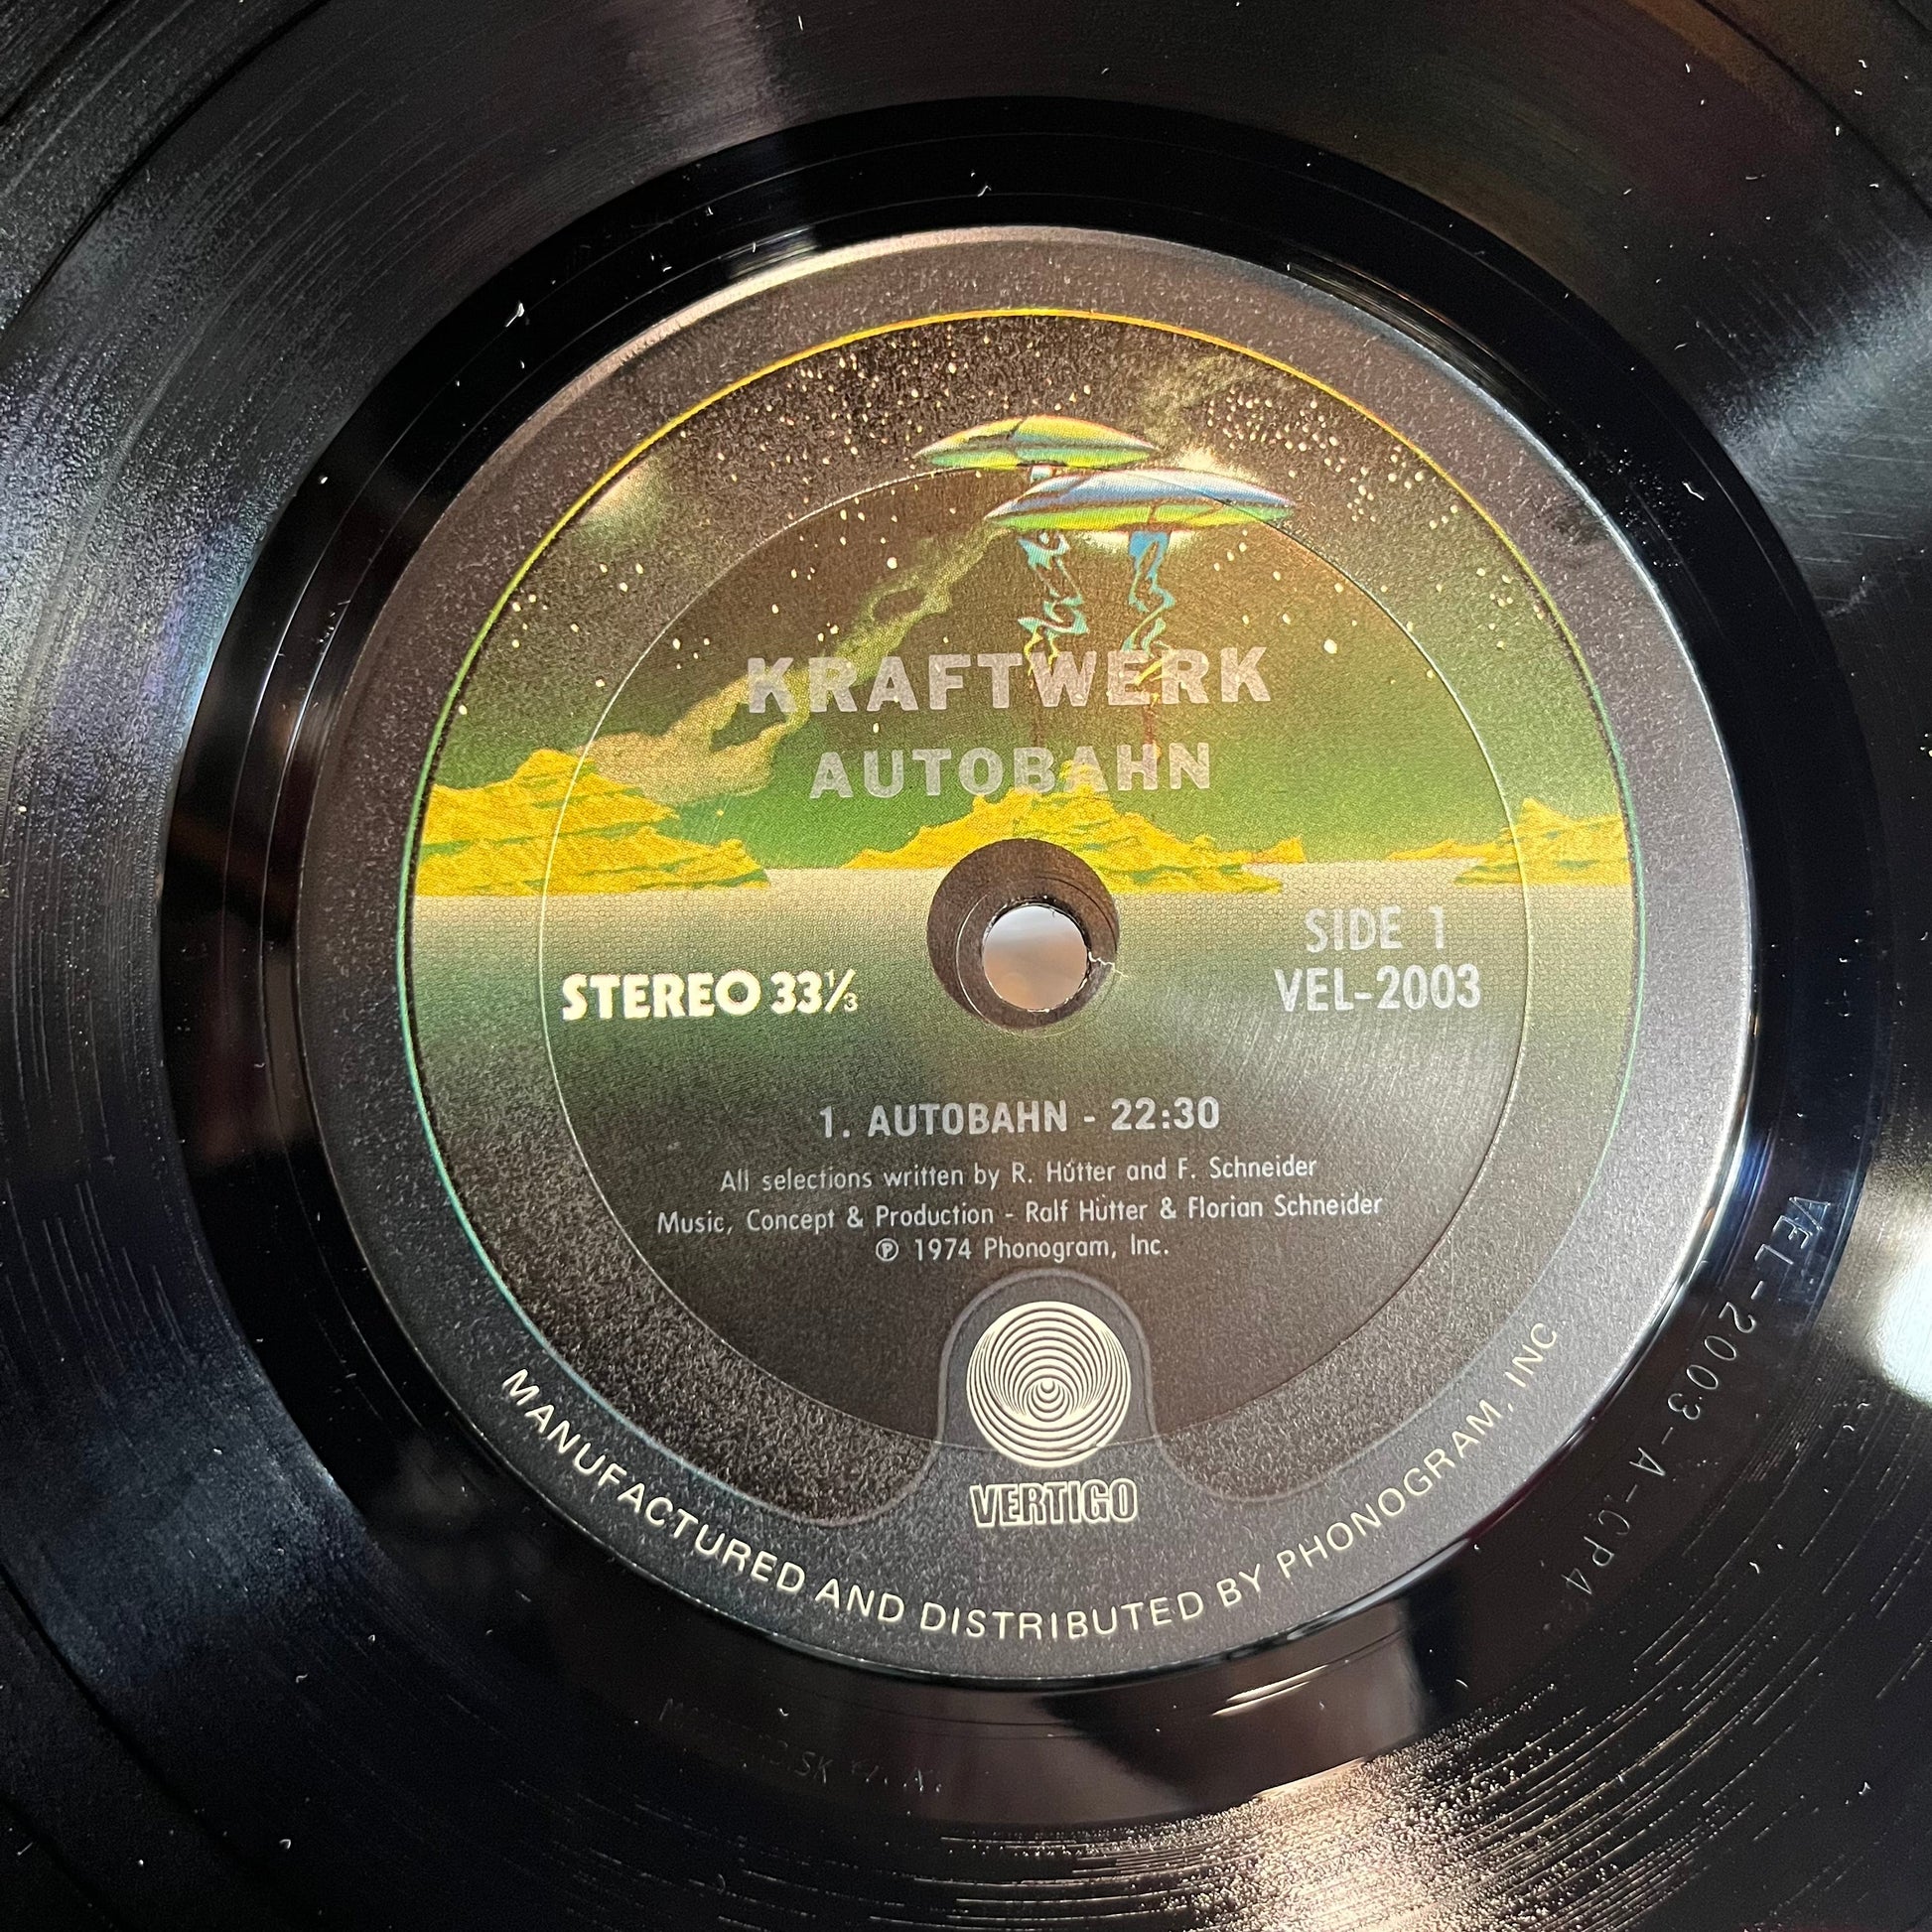 KRAFTWERK
AUTOBAHN
SIDE 1
STEREO 33⅓
VEL-2003
1. AUTOBAHN - 22:30
All selections written by R. Hütter and F. Schneider
Music, Concept & Production - Ralf Hütter & Florian Schneider
℗ 1974 Phonogram, Inc.
VERTIGO
MANUFACTURED AND DISTRIBUTED BY PHONOGRAM, INC
VEL-2003-A-CP4